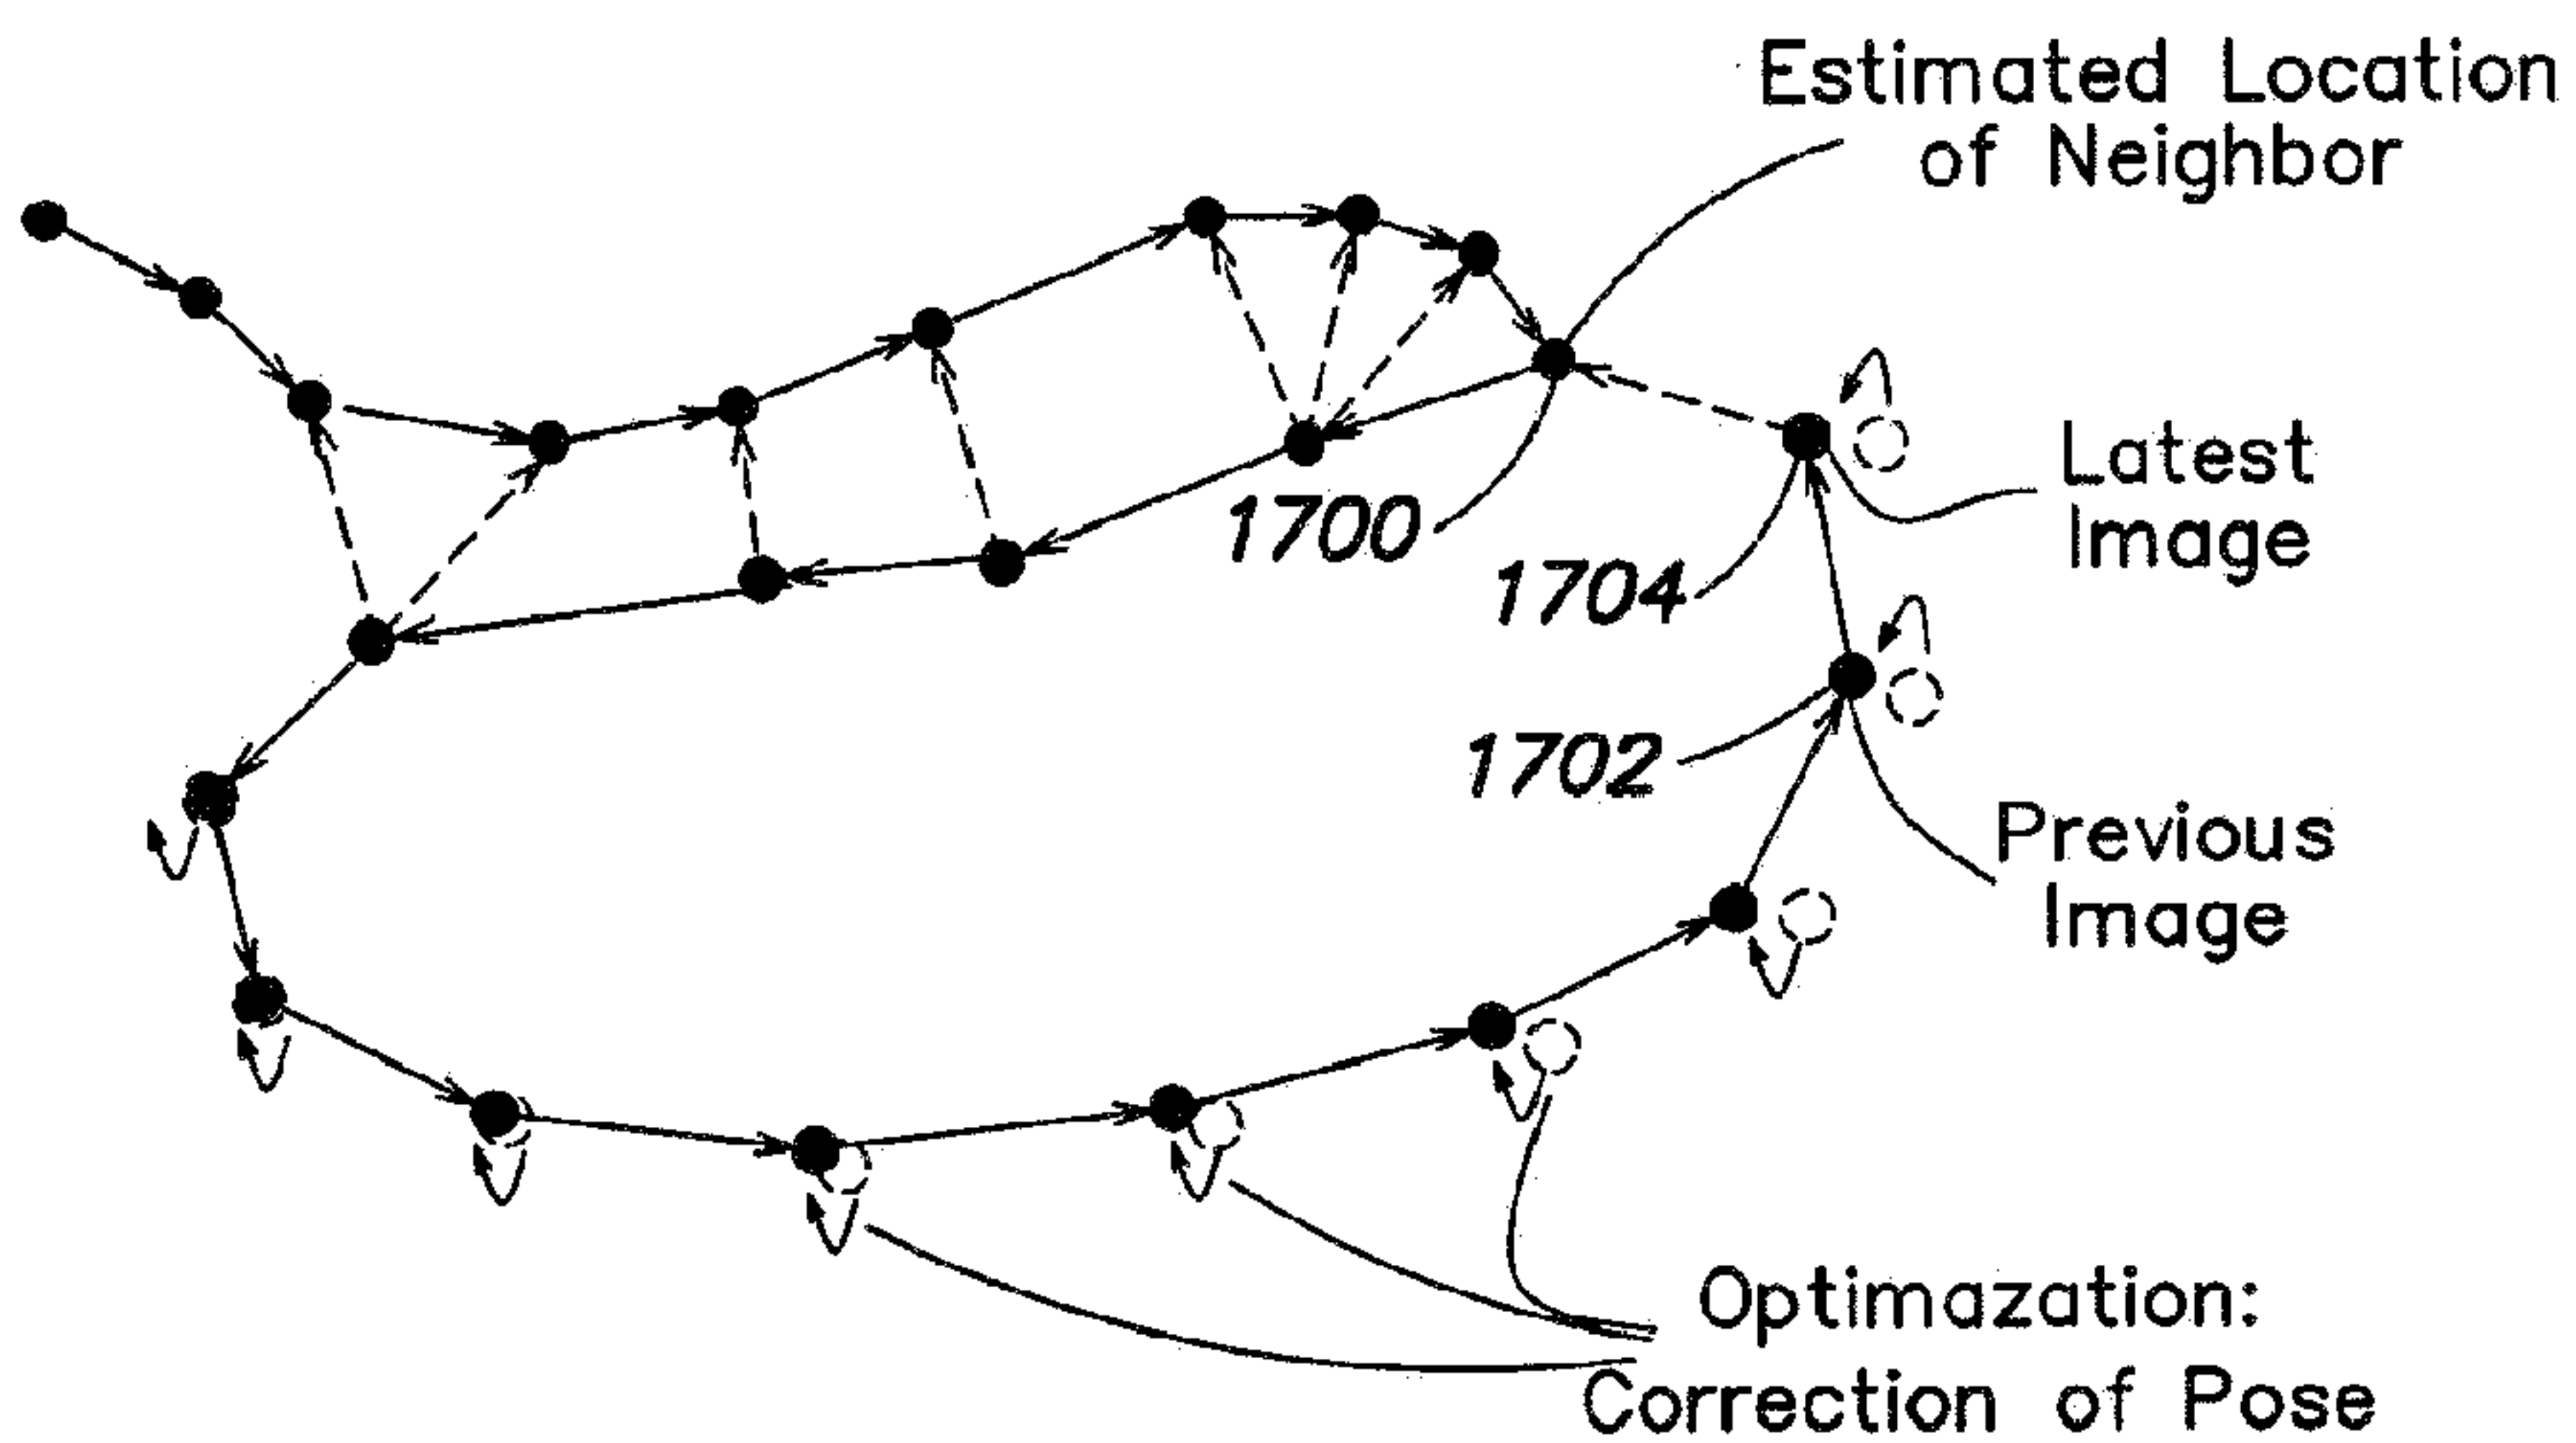 Estimated Location
of Neighbor
1700
Latest
Image
1704
1702
Previous
Image
Optimazation:
Correction of Pose